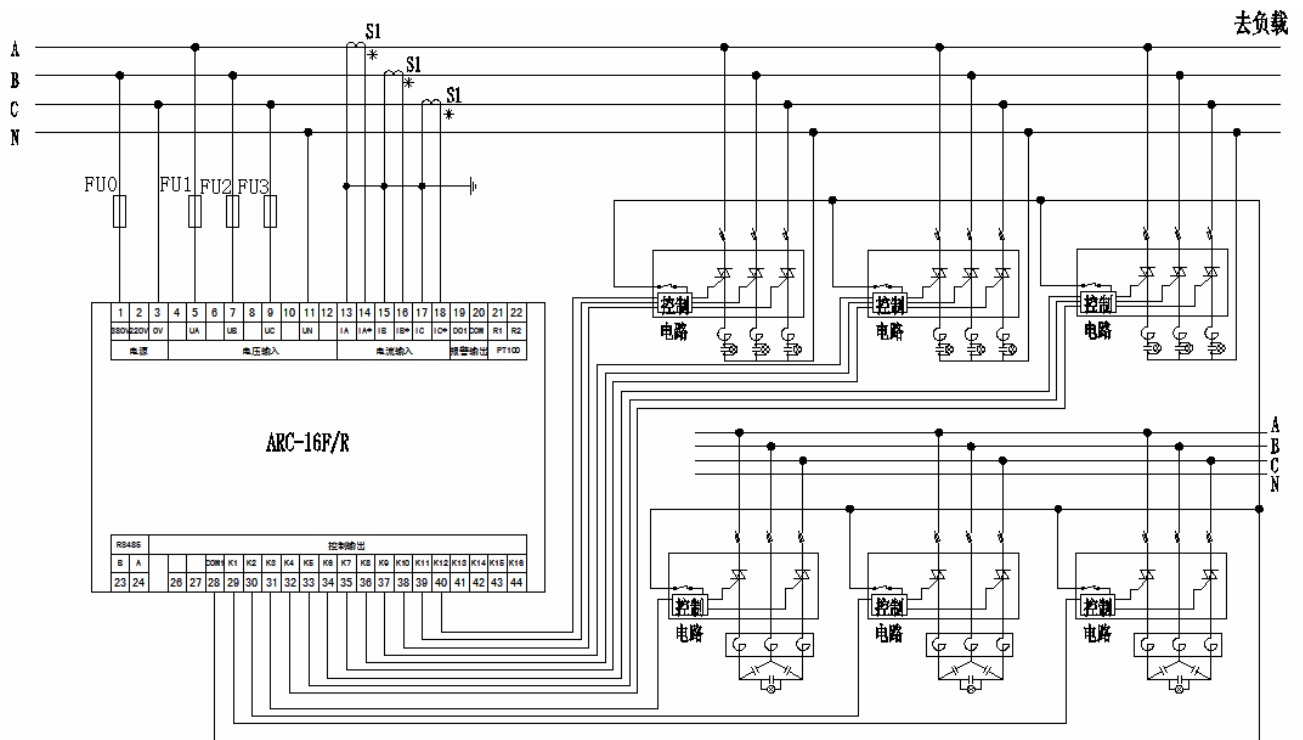 去负载
A
B
C
N
S1
*
S1
*
S1
*
FU0
FU1
FU2
FU3
1 2 3 4 5 6 7 8 9 10 11 12 13 14 15 16 17 18 19 20 21 22
380V 220V 0V UA UB UC UN IA IA* IB IB* IC IC* DO1 COM R1 R2
电源 电压输入 电流输入 报警输出 PT100
ARC-16F/R
RS485 控制输出
B A COM1 K1 K2 K3 K4 K5 K6 K7 K8 K9 K10 K11 K12 K13 K14 K15 K16
23 24 26 27 28 29 30 31 32 33 34 35 36 37 38 39 40 41 42 43 44
控制
电路
控制
电路
控制
电路
A
B
C
N
控制
电路
控制
电路
控制
电路